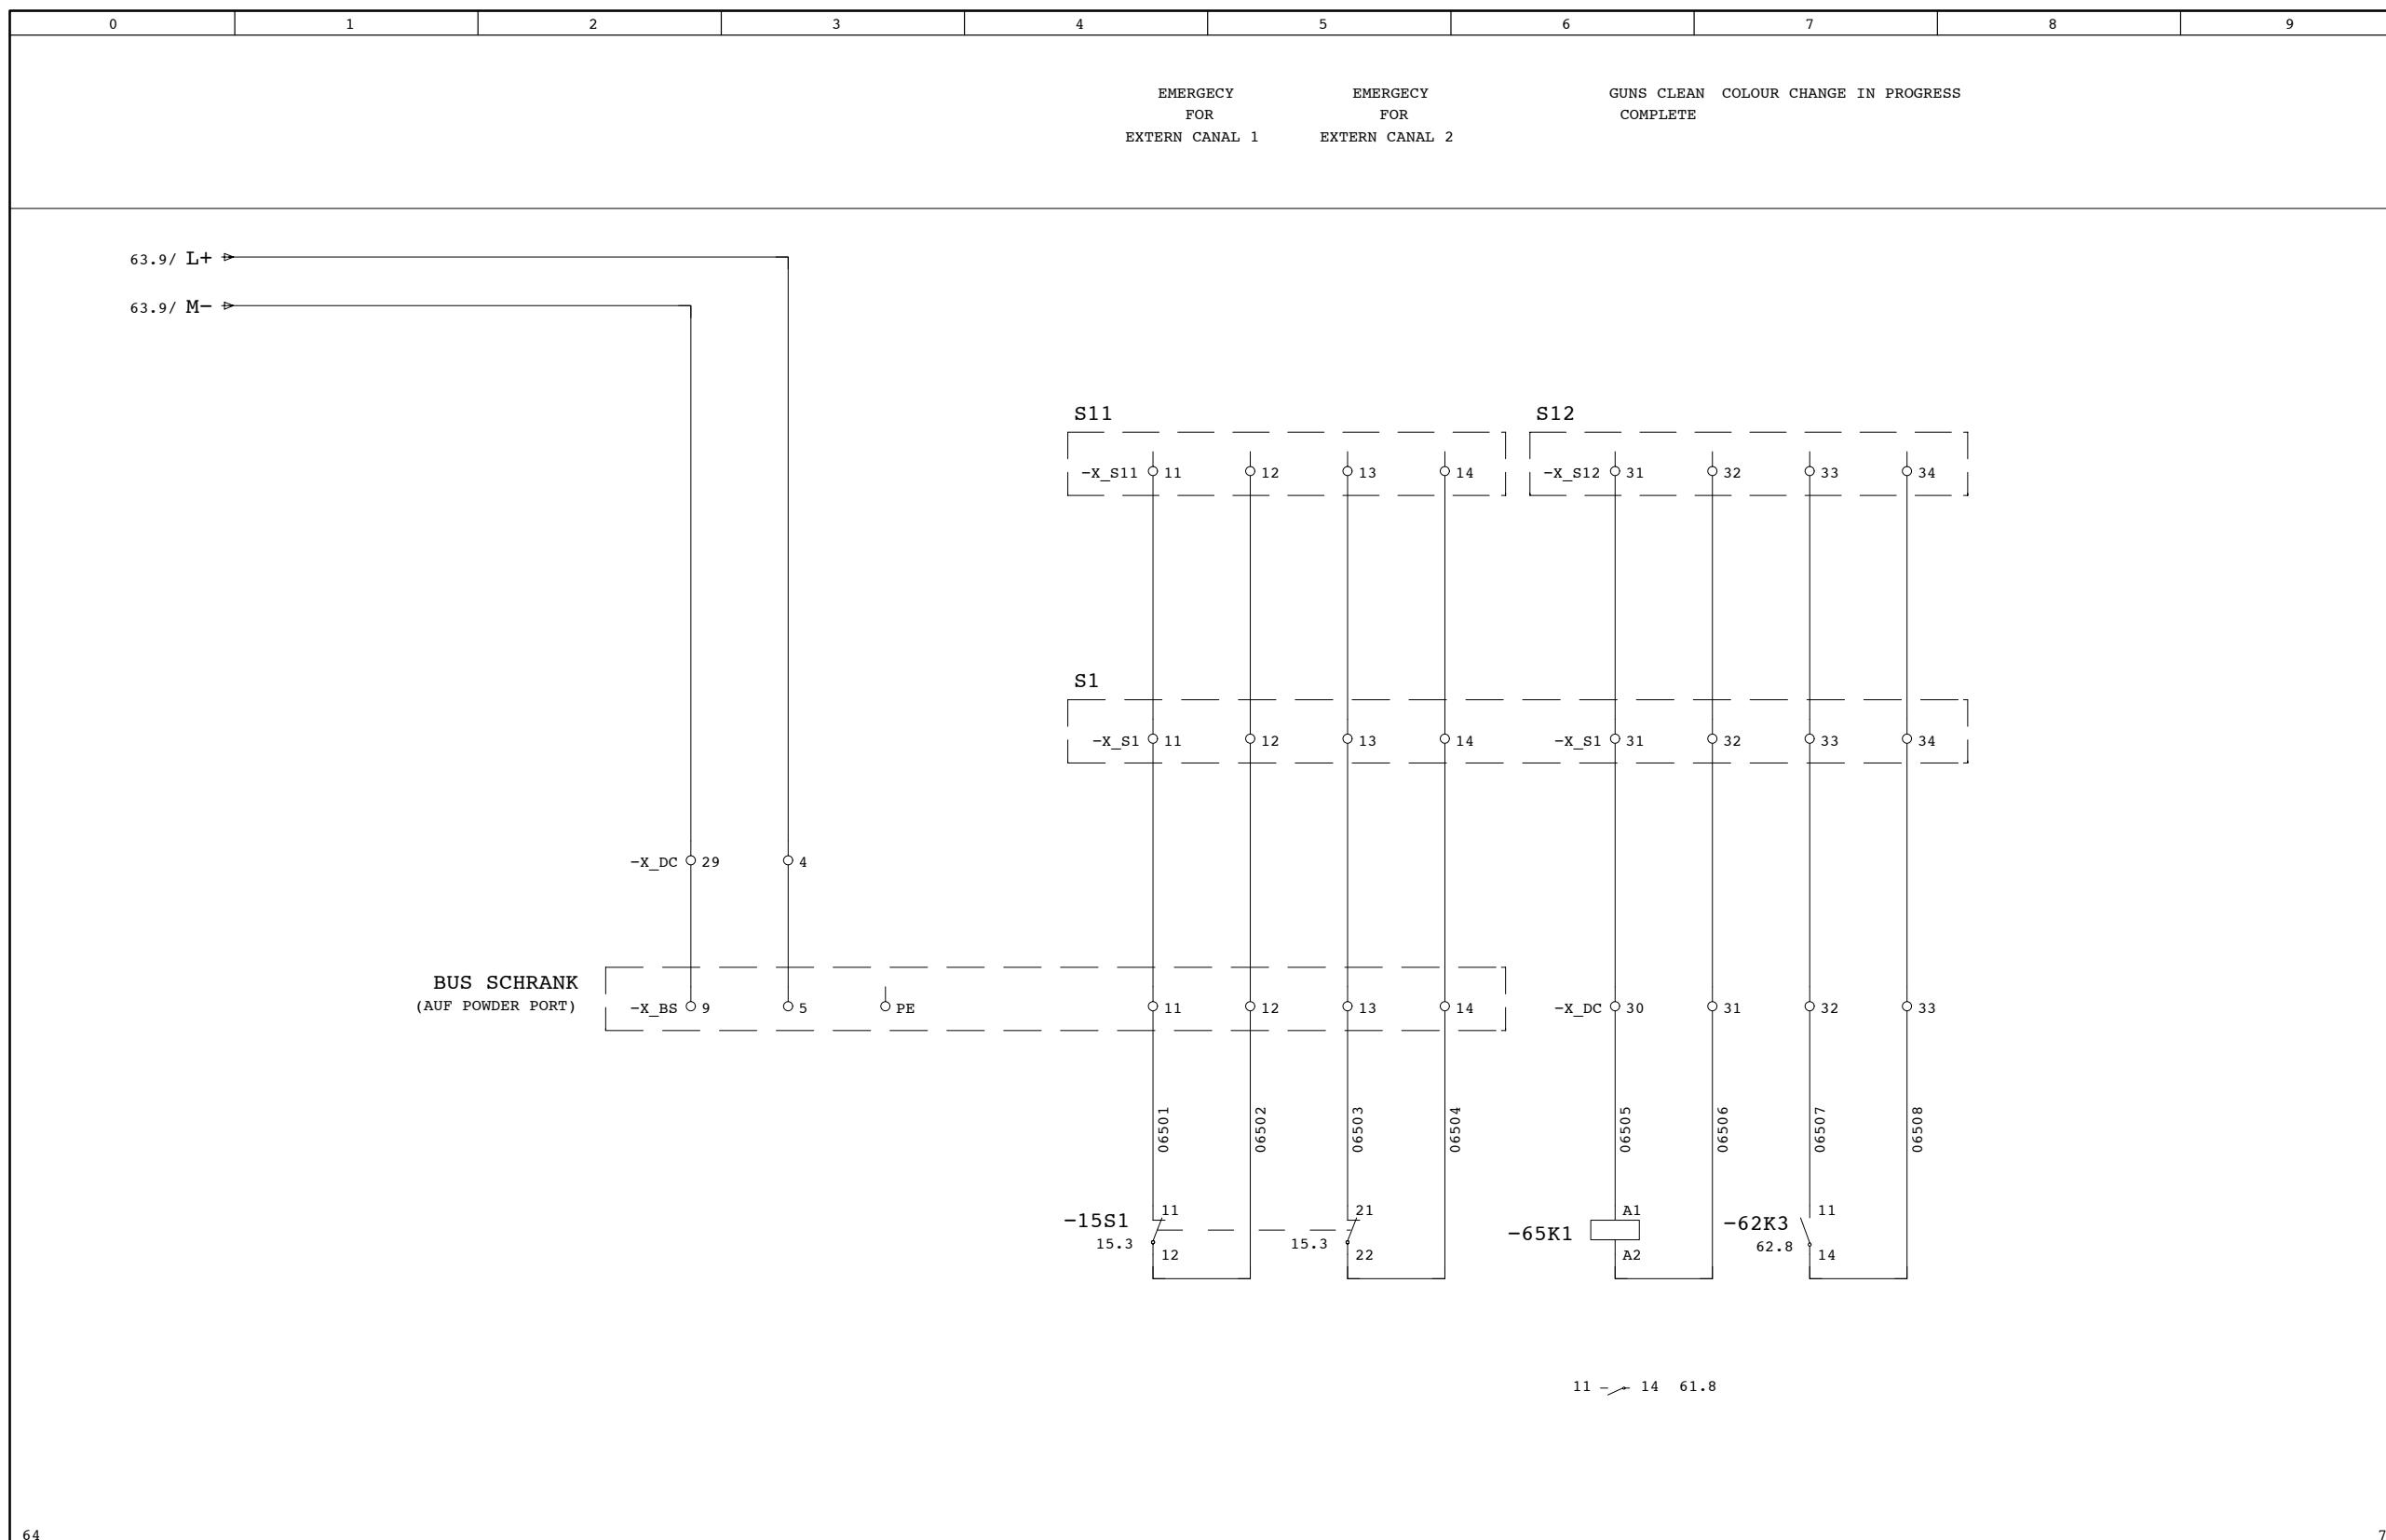 0 1 2 3 4 5 6 7 8 9
EMERGECY EMERGECY GUNS CLEAN COLOUR CHANGE IN PROGRESS
FOR FOR COMPLETE
EXTERN CANAL 1 EXTERN CANAL 2
63.9/ L+
63.9/ M-
S11 S12
-X_S11 11 12 13 14 -X_S12 31 32 33 34
S1
-X_S1 11 12 13 14 -X_S1 31 32 33 34
-X_DC 29 4
BUS SCHRANK
(AUF POWDER PORT) -X_BS 9 5 PE 11 12 13 14 -X_DC 30 31 32 33
06501 06502 06503 06504 06505 06506 06507 06508
11 21 A1 11
-15S1 -65K1 -62K3
15.3 15.3 62.8
12 22 A2 14
11 14 61.8
64 7